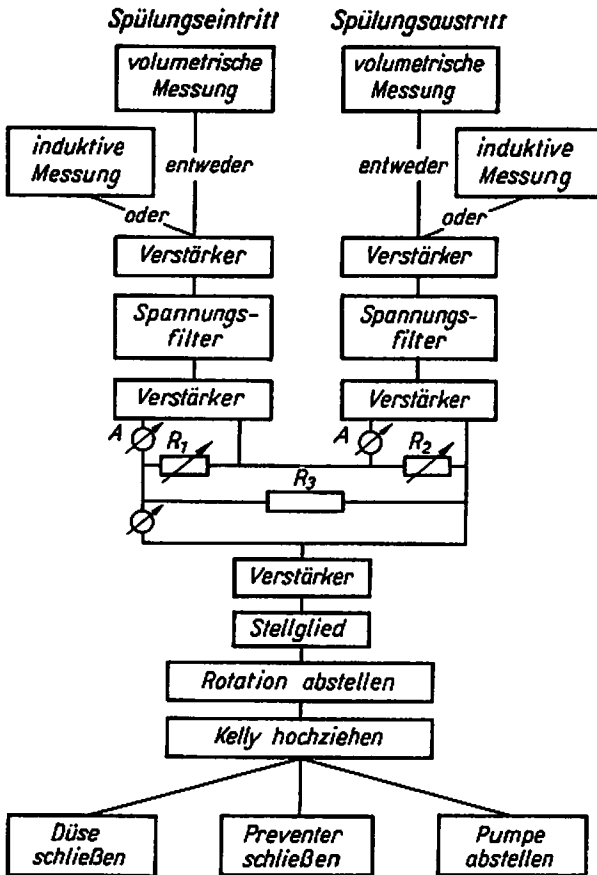 Spülungseintritt
Spülungsaustritt
volumetrische
Messung
volumetrische
Messung
induktive
Messung
entweder
entweder
induktive
Messung
oder
oder
Verstärker
Verstärker
Spannungs-
filter
Spannungs-
filter
Verstärker
Verstärker
A
R1
A
R2
R3
Verstärker
Stellglied
Rotation abstellen
Kelly hochziehen
Düse
schließen
Preventer
schließen
Pumpe
abstellen